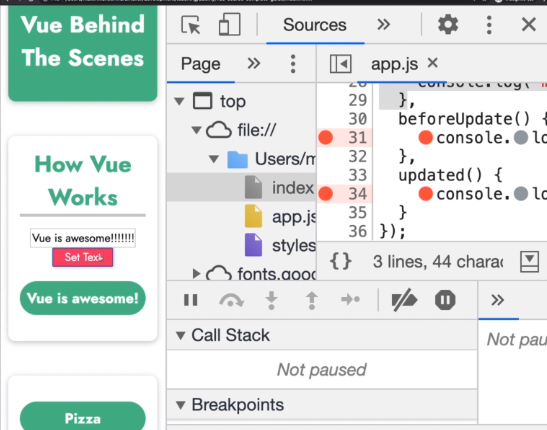 Vue Behind
The Scenes
How Vue
Works
Vue is awesome!!!!!!!
Set Text
Vue is awesome!
Pizza
Sources
Page
app.js
top
file://
Users/m
index
app.js
styles
fonts.goog
28 console.log(
29 },
30 beforeUpdate() {
31 console. lo
32 },
33 updated() {
34 console. lo
35 }
36 });
{} 3 lines, 44 charac
Call Stack
Not paused
Breakpoints
Not pau